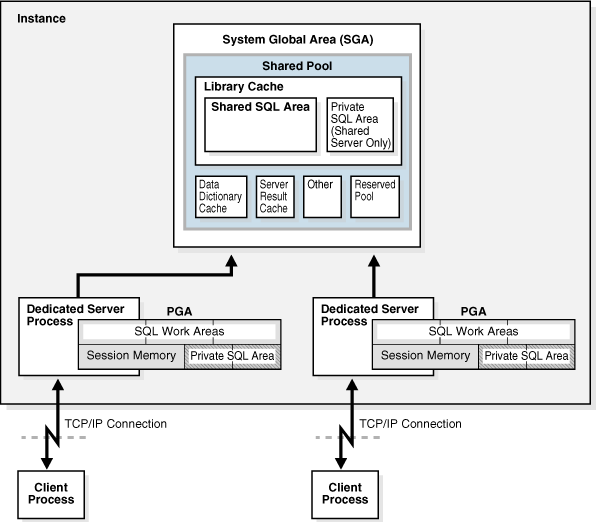 Instance
System Global Area (SGA)
Shared Pool
Library Cache
Shared SQL Area
Private
SQL Area
(Shared
Server Only)
Data
Dictionary
Cache
Server
Result
Cache
Other
Reserved
Pool
Dedicated Server
Process
PGA
SQL Work Areas
Session Memory
Private SQL Area
Dedicated Server
Process
PGA
SQL Work Areas
Session Memory
Private SQL Area
TCP/IP Connection
TCP/IP Connection
Client
Process
Client
Process